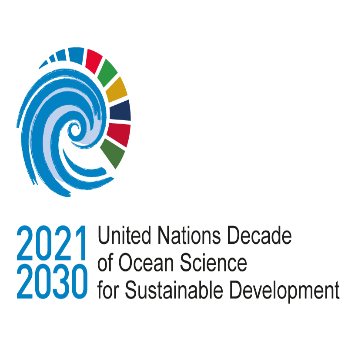 2021
2030
United Nations Decade
of Ocean Science
for Sustainable Development